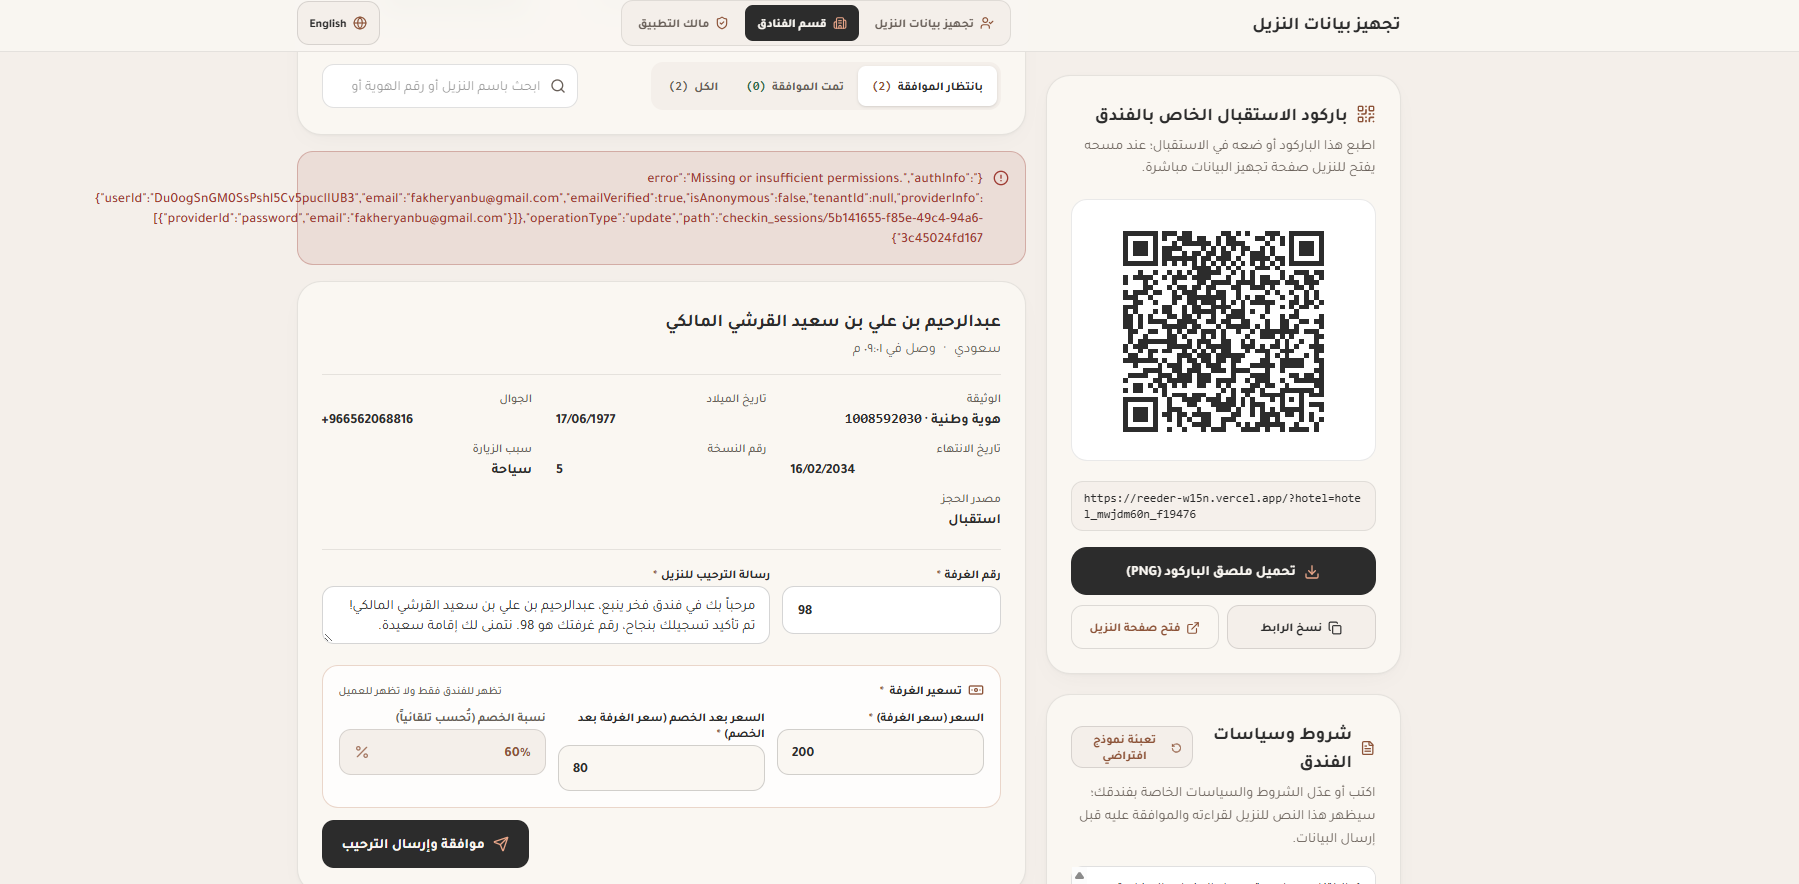 تجهيز بيانات النزيل
تجهيز بيانات النزيل
قسم الفنادق
مالك التطبيق
English
باركود الاستقبال الخاص بالفندق
اطبع هذا الباركود أو ضعه في الاستقبال؛ عند مسحه
يفتح للنزيل صفحة تجهيز البيانات مباشرة.
https://reeder-w15n.vercel.app/?hotel=hote
l_mwjdm60n_f19476
تحميل ملصق الباركود (PNG)
نسخ الرابط
فتح صفحة النزيل
شروط وسياسات
الفندق
تعبئة نموذج
افتراضي
اكتب أو عدّل الشروط والسياسات الخاصة بفندقك؛
سيظهر هذا النص للنزيل لقراءته والموافقة عليه قبل
إرسال البيانات.
بانتظار الموافقة (2)
تمت الموافقة (0)
الكل (2)
ابحث باسم النزيل أو رقم الهوية أو
error":"Missing or insufficient permissions.","authInfo":"}
{"userId":"Du0ogSnGM0SsPshI5Cv5pucIIUB3","email":"fakheryanbu@gmail.com","emailVerified":true,"isAnonymous":false,"tenantId":null,"providerInfo":
[{"providerId":"password","email":"fakheryanbu@gmail.com"}]},"operationType":"update","path":"checkin_sessions/5b141655-f85e-49c4-94a6-
{"3c45024fd167
عبدالرحيم بن علي بن سعيد القرشي المالكي
سعودي · وصل في ٠٩:٠١ م
الوثيقة
هوية وطنية · 1008592030
تاريخ الميلاد
17/06/1977
الجوال
+966562068816
تاريخ الانتهاء
16/02/2034
رقم النسخة
5
سبب الزيارة
سياحة
مصدر الحجز
استقبال
رقم الغرفة *
98
رسالة الترحيب للنزيل *
مرحباً بك في فندق فخر ينبع، عبدالرحيم بن علي بن سعيد القرشي المالكي!
تم تأكيد تسجيلك بنجاح، رقم غرفتك هو 98. نتمنى لك إقامة سعيدة.
تسعير الغرفة *
تظهر للفندق فقط ولا تظهر للعميل
السعر (سعر الغرفة) *
200
السعر بعد الخصم (سعر الغرفة بعد
الخصم) *
80
نسبة الخصم (تُحسب تلقائياً)
60%
%
موافقة وإرسال الترحيب